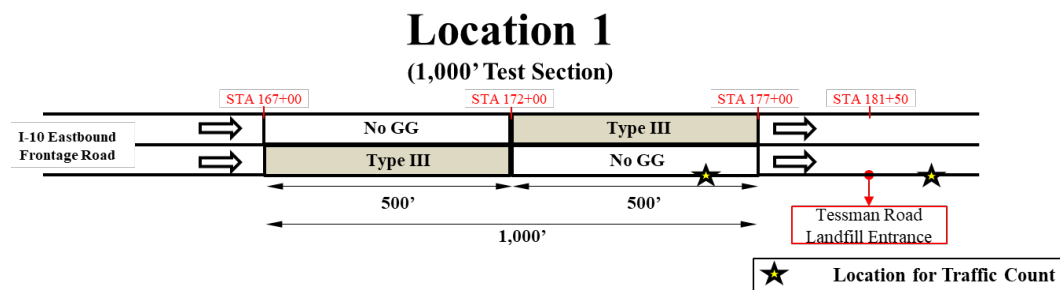 Location 1
(1,000’ Test Section)
STA 167+00
STA 172+00
STA 177+00
STA 181+50
I-10 Eastbound
Frontage Road
No GG
Type III
Type III
No GG
500’
500’
1,000’
Tessman Road
Landfill Entrance
Location for Traffic Count